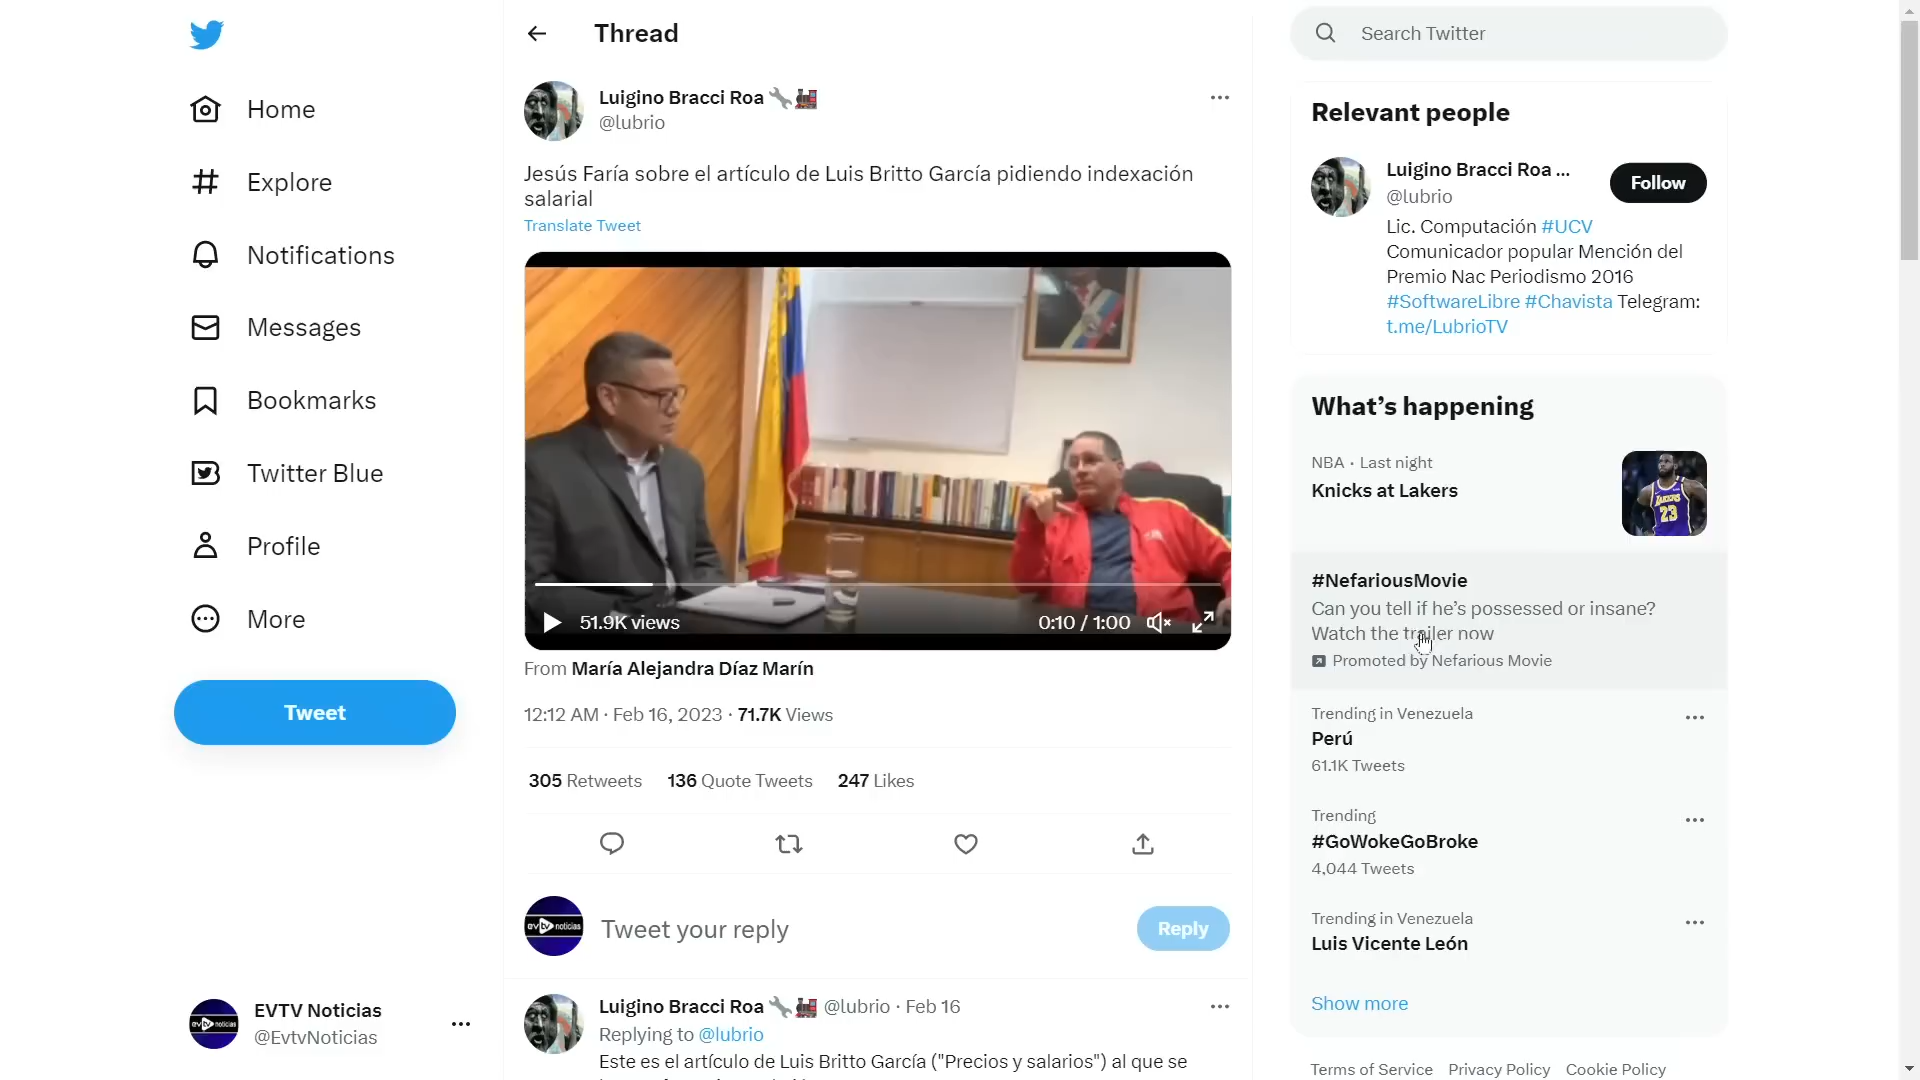 Home
Explore
Notifications
Messages
Bookmarks
Twitter Blue
Profile
More
Tweet
EVTV Noticias
@EvtvNoticias
Thread
Luigino Bracci Roa
@lubrio
Jesús Faría sobre el artículo de Luis Britto García pidiendo indexación
salarial
Translate Tweet
51.9K views
0:10 / 1:00
From María Alejandra Díaz Marín
12:12 AM · Feb 16, 2023 · 71.7K Views
305 Retweets 136 Quote Tweets 247 Likes
evtv noticias
Tweet your reply
Reply
Luigino Bracci Roa @lubrio · Feb 16
Replying to @lubrio
Este es el artículo de Luis Britto García ("Precios y salarios") al que se
Search Twitter
Relevant people
Luigino Bracci Roa ...
@lubrio
Follow
Lic. Computación #UCV
Comunicador popular Mención del
Premio Nac Periodismo 2016
#SoftwareLibre #Chavista Telegram:
t.me/LubrioTV
What's happening
NBA · Last night
Knicks at Lakers
LAKERS
23
#NefariousMovie
Can you tell if he's possessed or insane?
Watch the trailer now
Promoted by Nefarious Movie
Trending in Venezuela
Perú
61.1K Tweets
Trending
#GoWokeGoBroke
4,044 Tweets
Trending in Venezuela
Luis Vicente León
Show more
Terms of Service Privacy Policy Cookie Policy